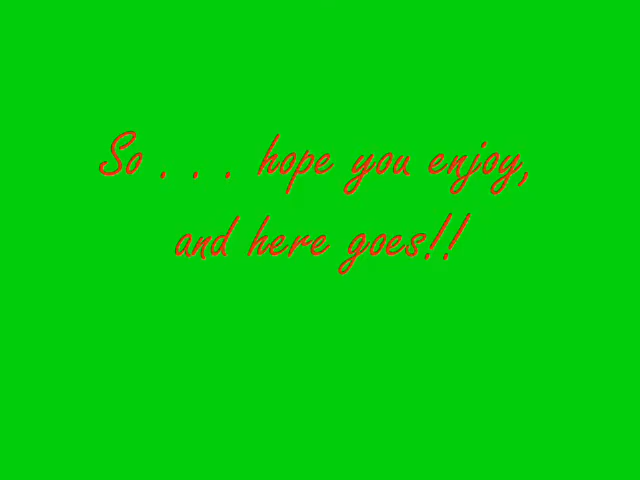 So . . . hope you enjoy,
and here goes!!